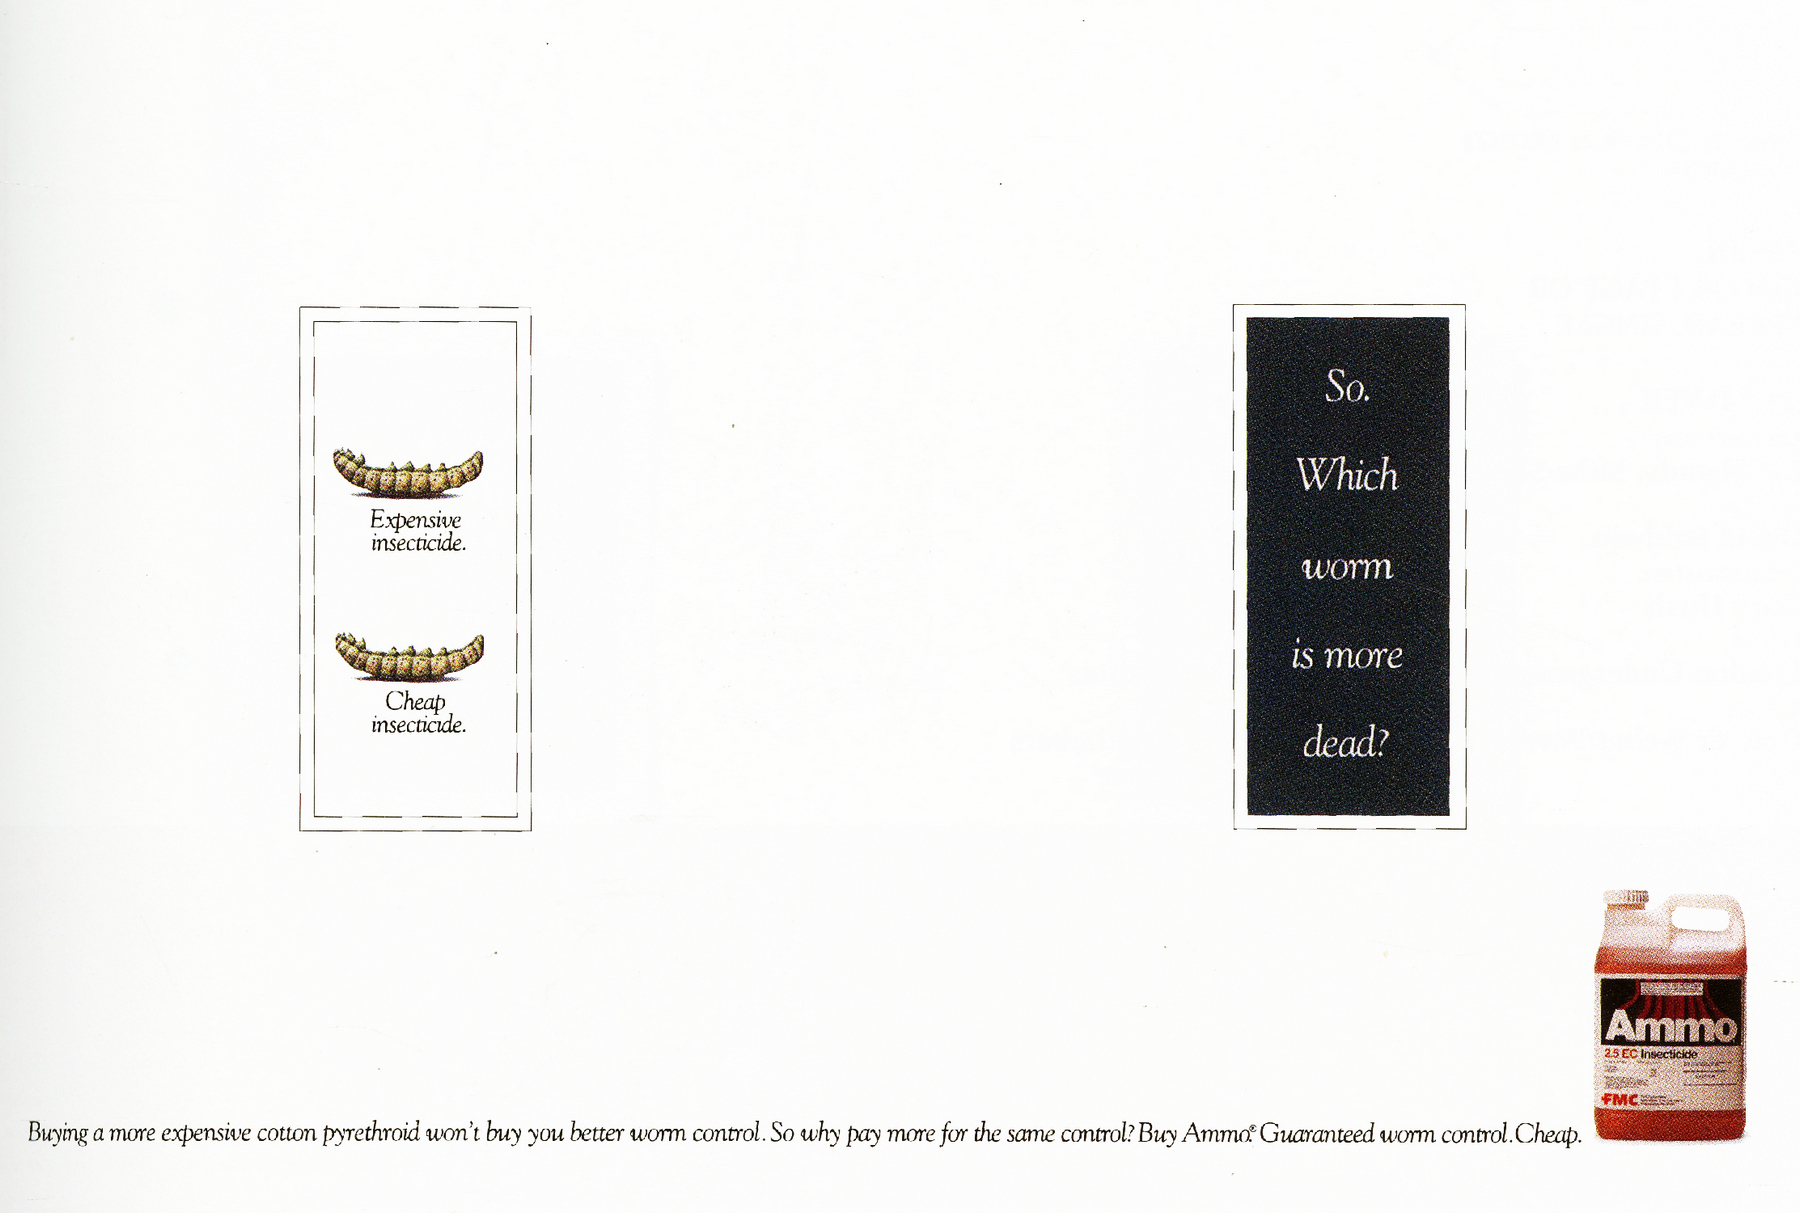 Expensive
insecticide.
Cheap
insecticide.
So.
Which
worm
is more
dead?
Ammo
2.5 EC Insecticide
FMC
Buying a more expensive cotton pyrethroid won't buy you better worm control. So why pay more for the same control? Buy Ammo.® Guaranteed worm control. Cheap.